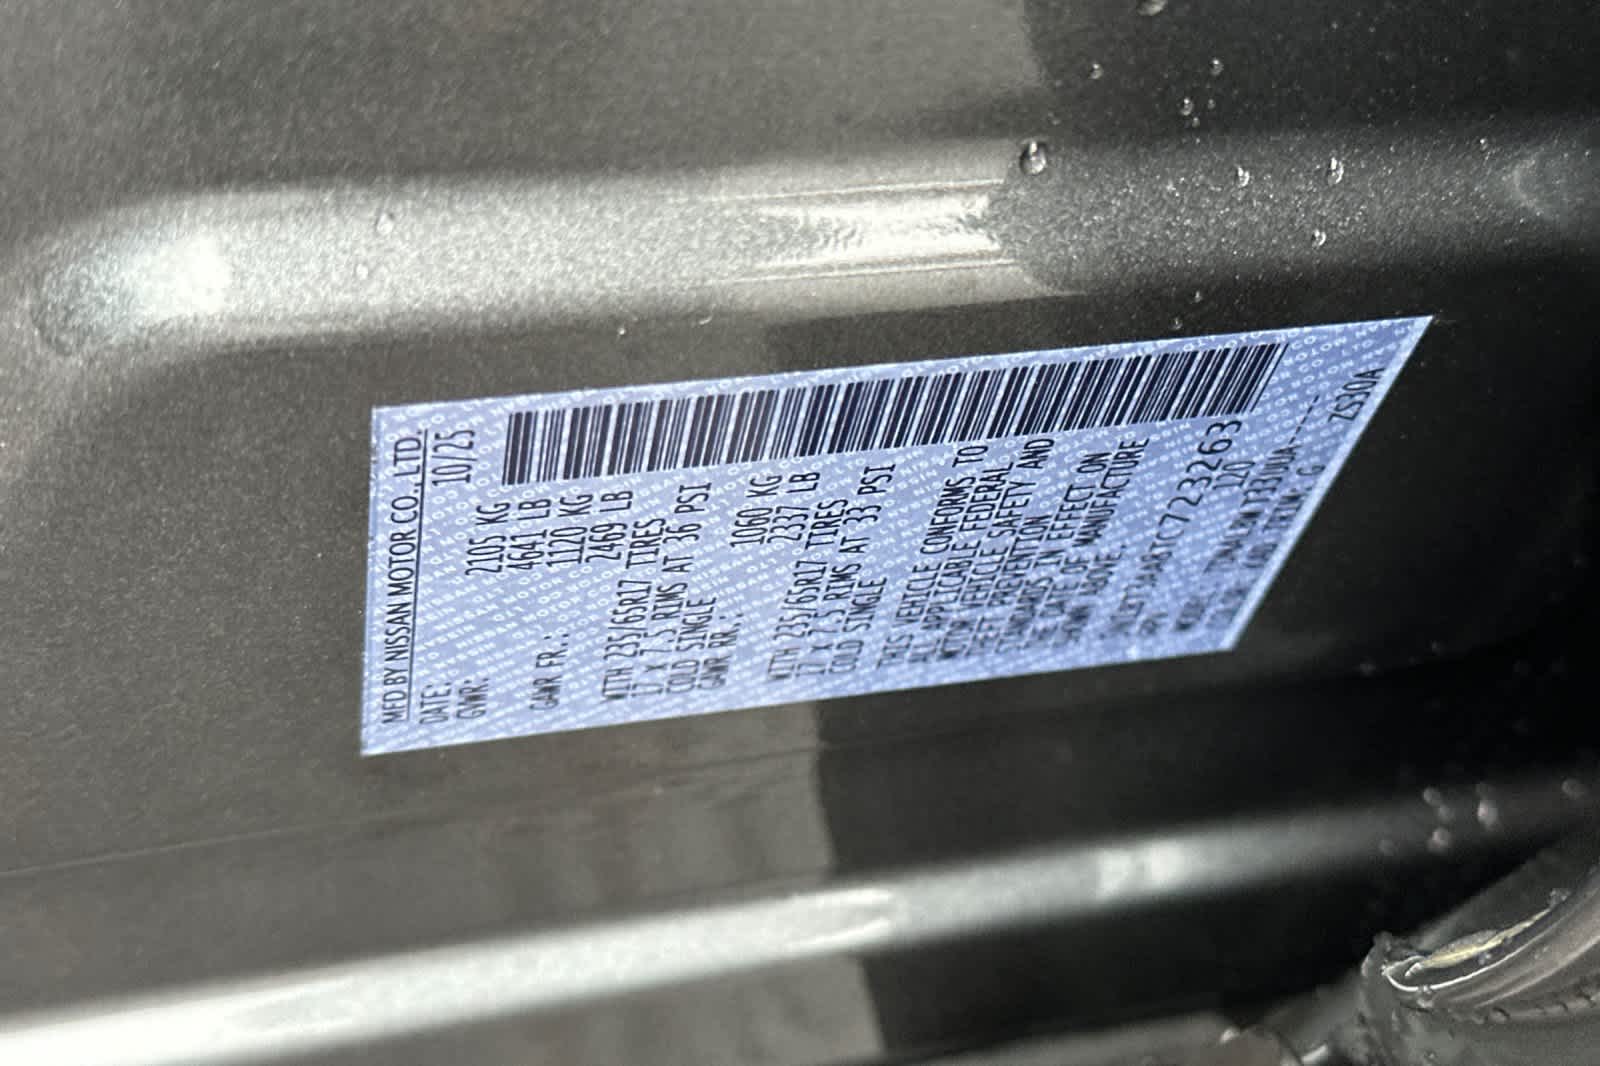 MFD BY NISSAN MOTOR CO., LTD.
DATE: 10/25
GVWR: 2105 KG
4641 LB
GAWR FR.: 1120 KG
2469 LB
WITH 235/65R17 TIRES
17 X 7.5 RIMS AT 36 PSI
COLD SINGLE
GAWR RR.: 1060 KG
2337 LB
WITH 235/65R17 TIRES
17 X 7.5 RIMS AT 33 PSI
COLD SINGLE
THIS VEHICLE CONFORMS TO
ALL APPLICABLE FEDERAL
MOTOR VEHICLE SAFETY AND
THEFT PREVENTION
STANDARDS IN EFFECT ON
THE DATE OF MANUFACTURE
SHOWN ABOVE.
120
TRIM: G
ZS30A